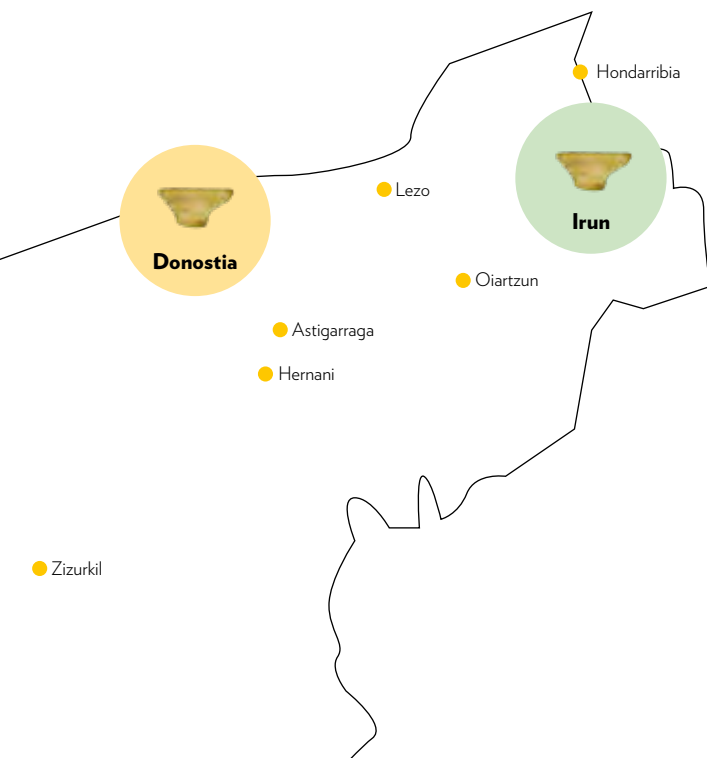 Hondarribia
Lezo
Irun
Donostia
Oiartzun
Astigarraga
Hernani
Zizurkil